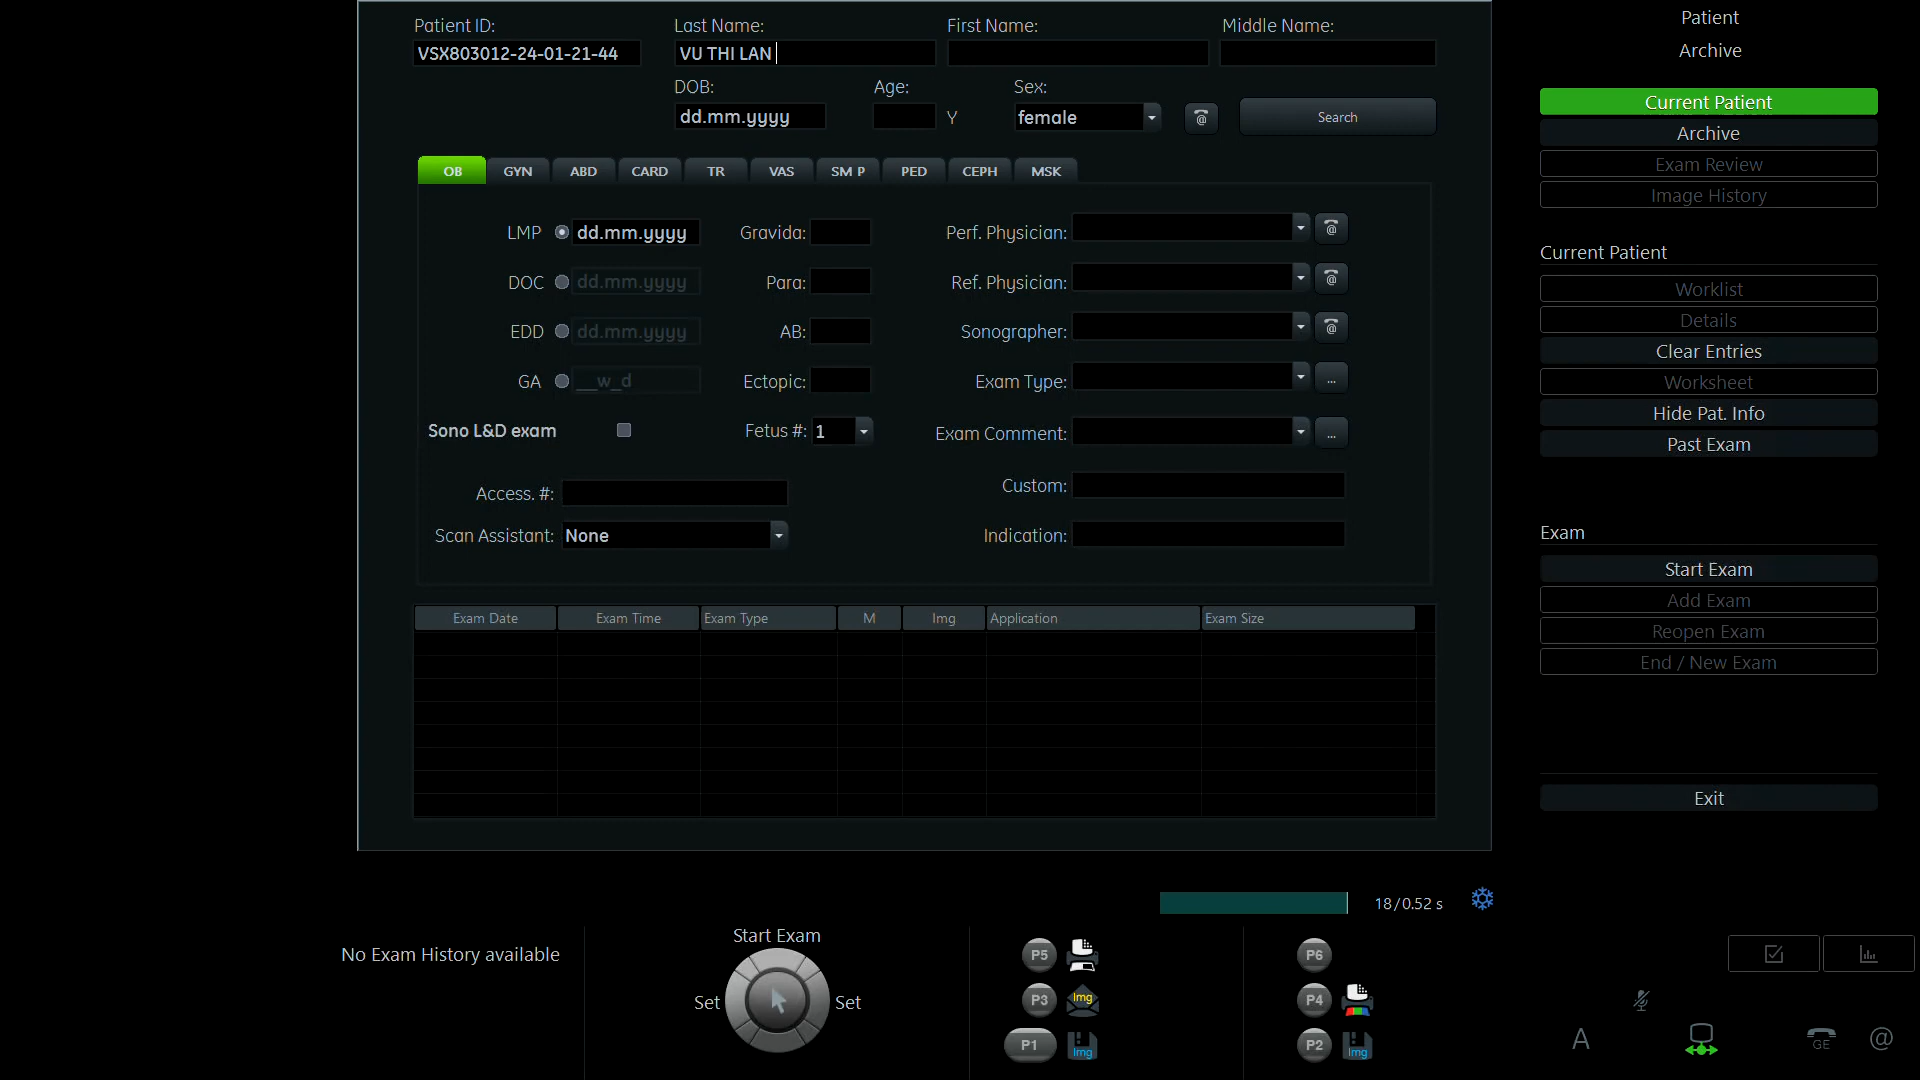 Patient ID: Last Name: First Name: Middle Name:
VSX803012-24-01-21-44 VU THI LAN
DOB: Age: Sex:
dd.mm.yyyy Y female @ Search
OB GYN ABD CARD TR VAS SM P PED CEPH MSK
LMP dd.mm.yyyy Gravida: Perf. Physician: @
DOC dd.mm.yyyy Para: Ref. Physician: @
EDD dd.mm.yyyy AB: Sonographer: @
GA __w_d Ectopic: Exam Type: ...
Sono L&D exam Fetus #: 1 Exam Comment: ...
Access. #: Custom:
Scan Assistant: None Indication:
Exam Date Exam Time Exam Type M Img Application Exam Size
18/0.52 s
Patient
Archive
Current Patient
Archive
Exam Review
Image History
Current Patient
Worklist
Details
Clear Entries
Worksheet
Hide Pat. Info
Past Exam
Exam
Start Exam
Add Exam
Reopen Exam
End / New Exam
Exit
No Exam History available
Start Exam
Set Set
P5 P6
P3 Img P4
P1 Img P2 Img
A GE @